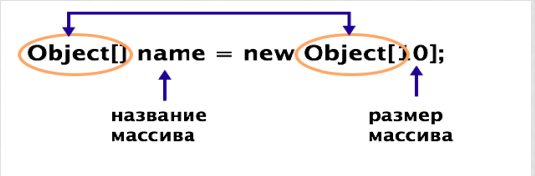 Object[] name = new Object[10];
название
массива
размер
массива